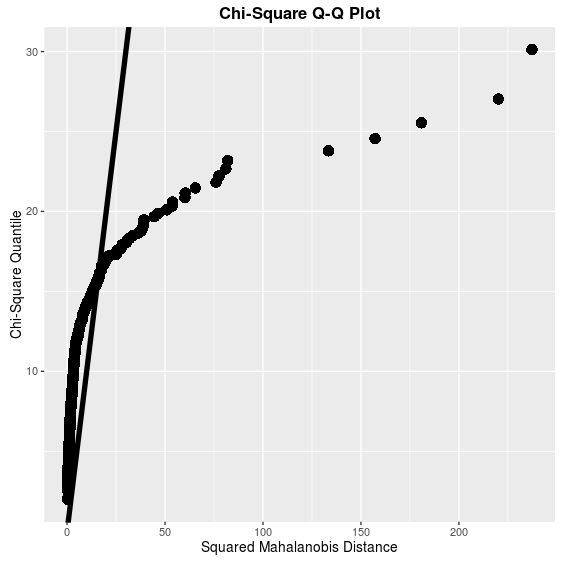 Chi-Square Q-Q Plot
Chi-Square Quantile
30
20
10
0 50 100 150 200
Squared Mahalanobis Distance